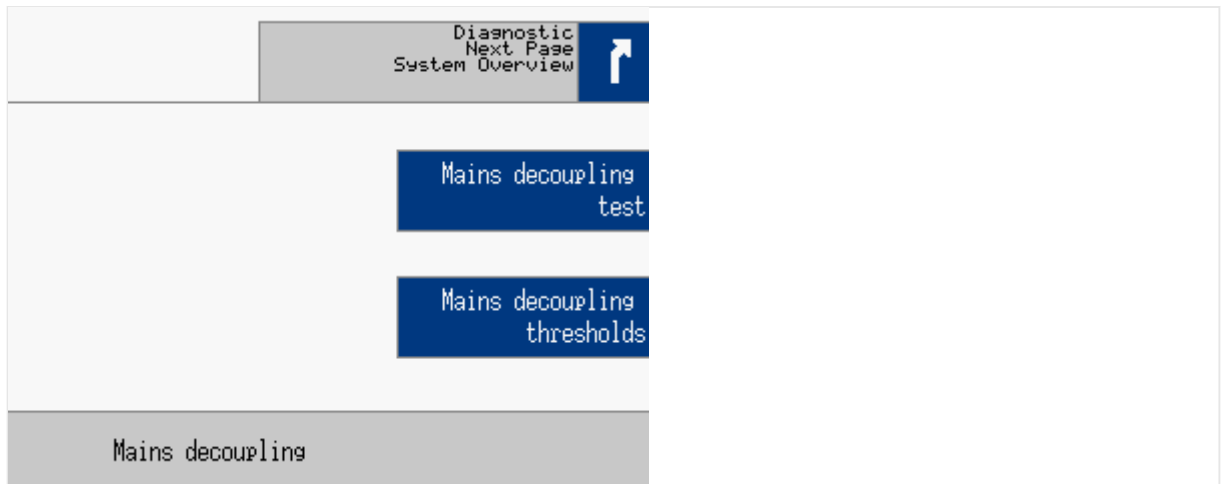 Diagnostic
Next Page
System Overview
Mains decoupling
test
Mains decoupling
thresholds
Mains decoupling